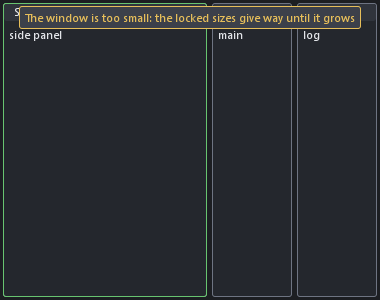 The window is too small: the locked sizes give way until it grows
side panel
main
log